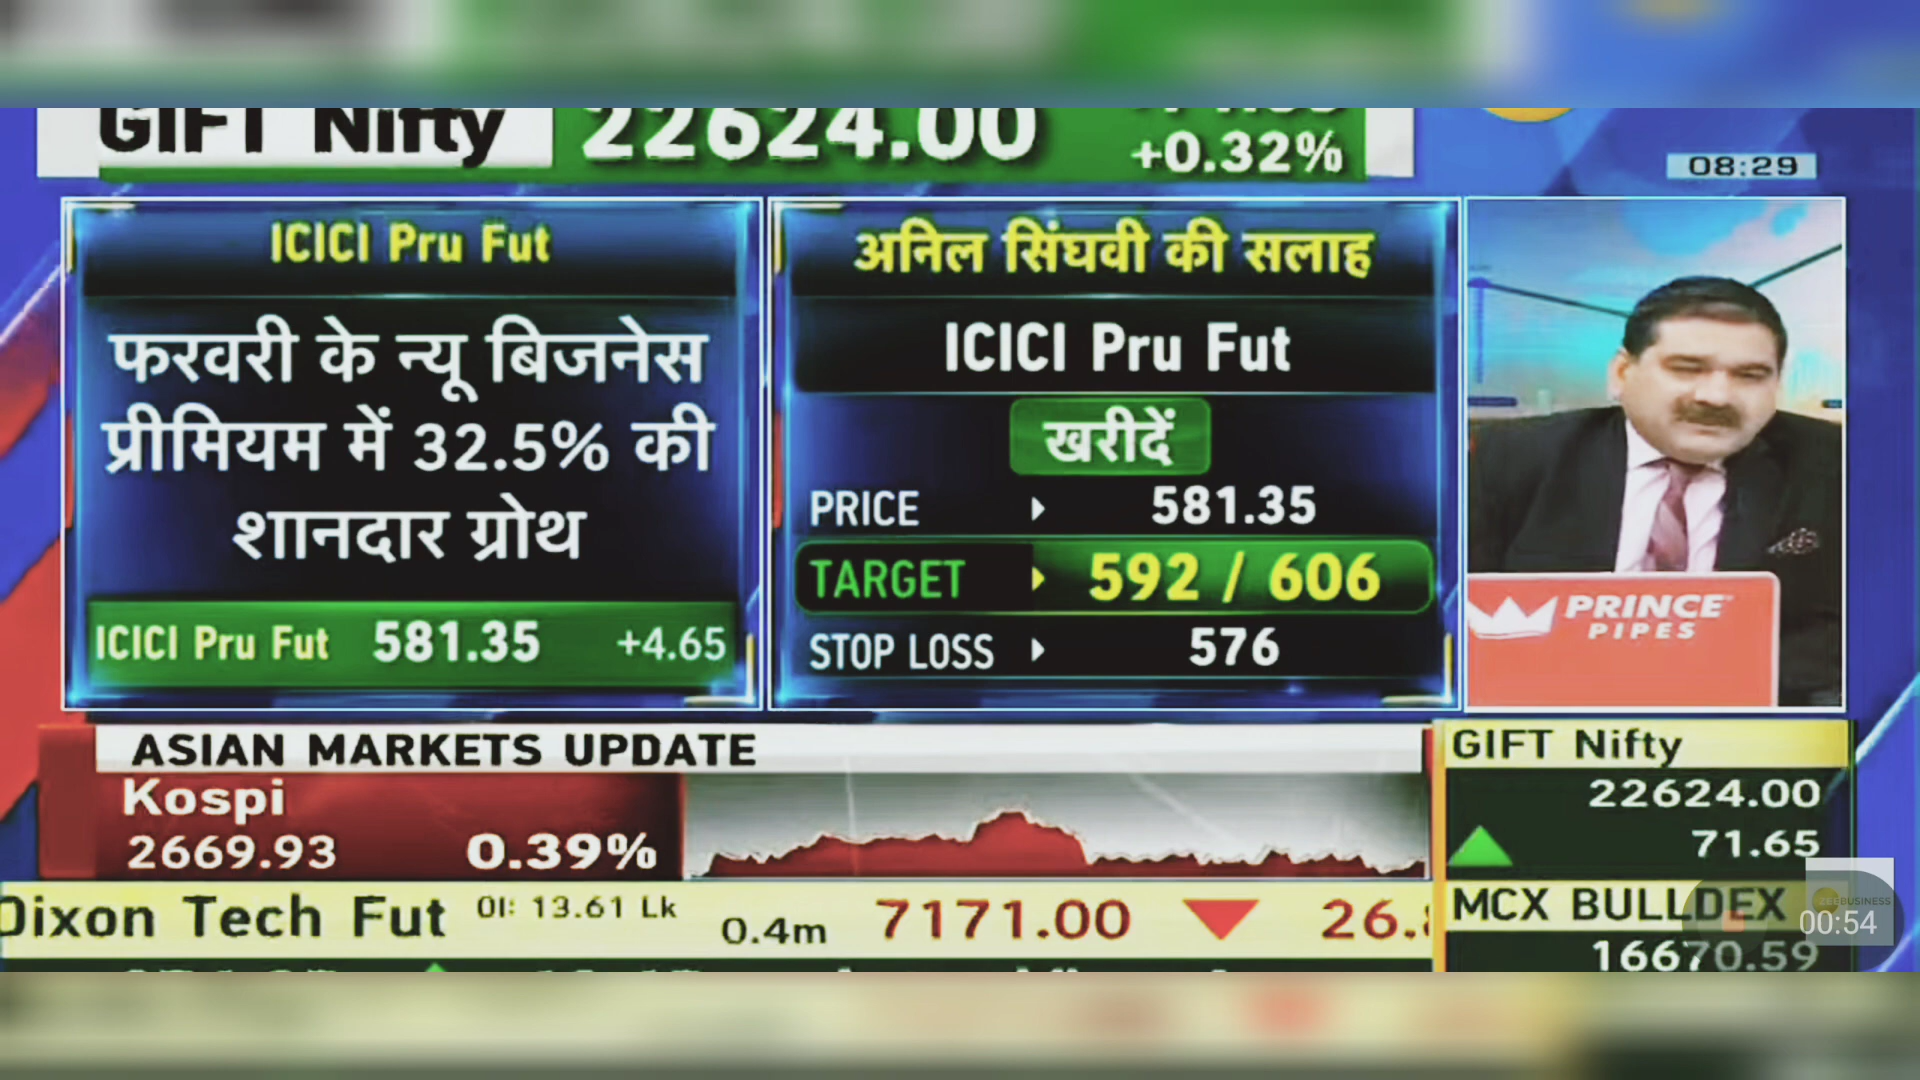 GIFT Nifty 22624.00
+0.32%
08:29
ICICI Pru Fut
फरवरी के न्यू बिजनेस
प्रीमियम में 32.5% की
शानदार ग्रोथ
ICICI Pru Fut 581.35 +4.65
अनिल सिंघवी की सलाह
ICICI Pru Fut
खरीदें
PRICE 581.35
TARGET 592 / 606
STOP LOSS 576
PRINCE
PIPES
ASIAN MARKETS UPDATE
Kospi
2669.93 0.39%
GIFT Nifty
22624.00
71.65
Dixon Tech Fut OI: 13.61 Lk 0.4m 7171.00
MCX BULLDEX
16670.59
ZEEBUSINESS
00:54